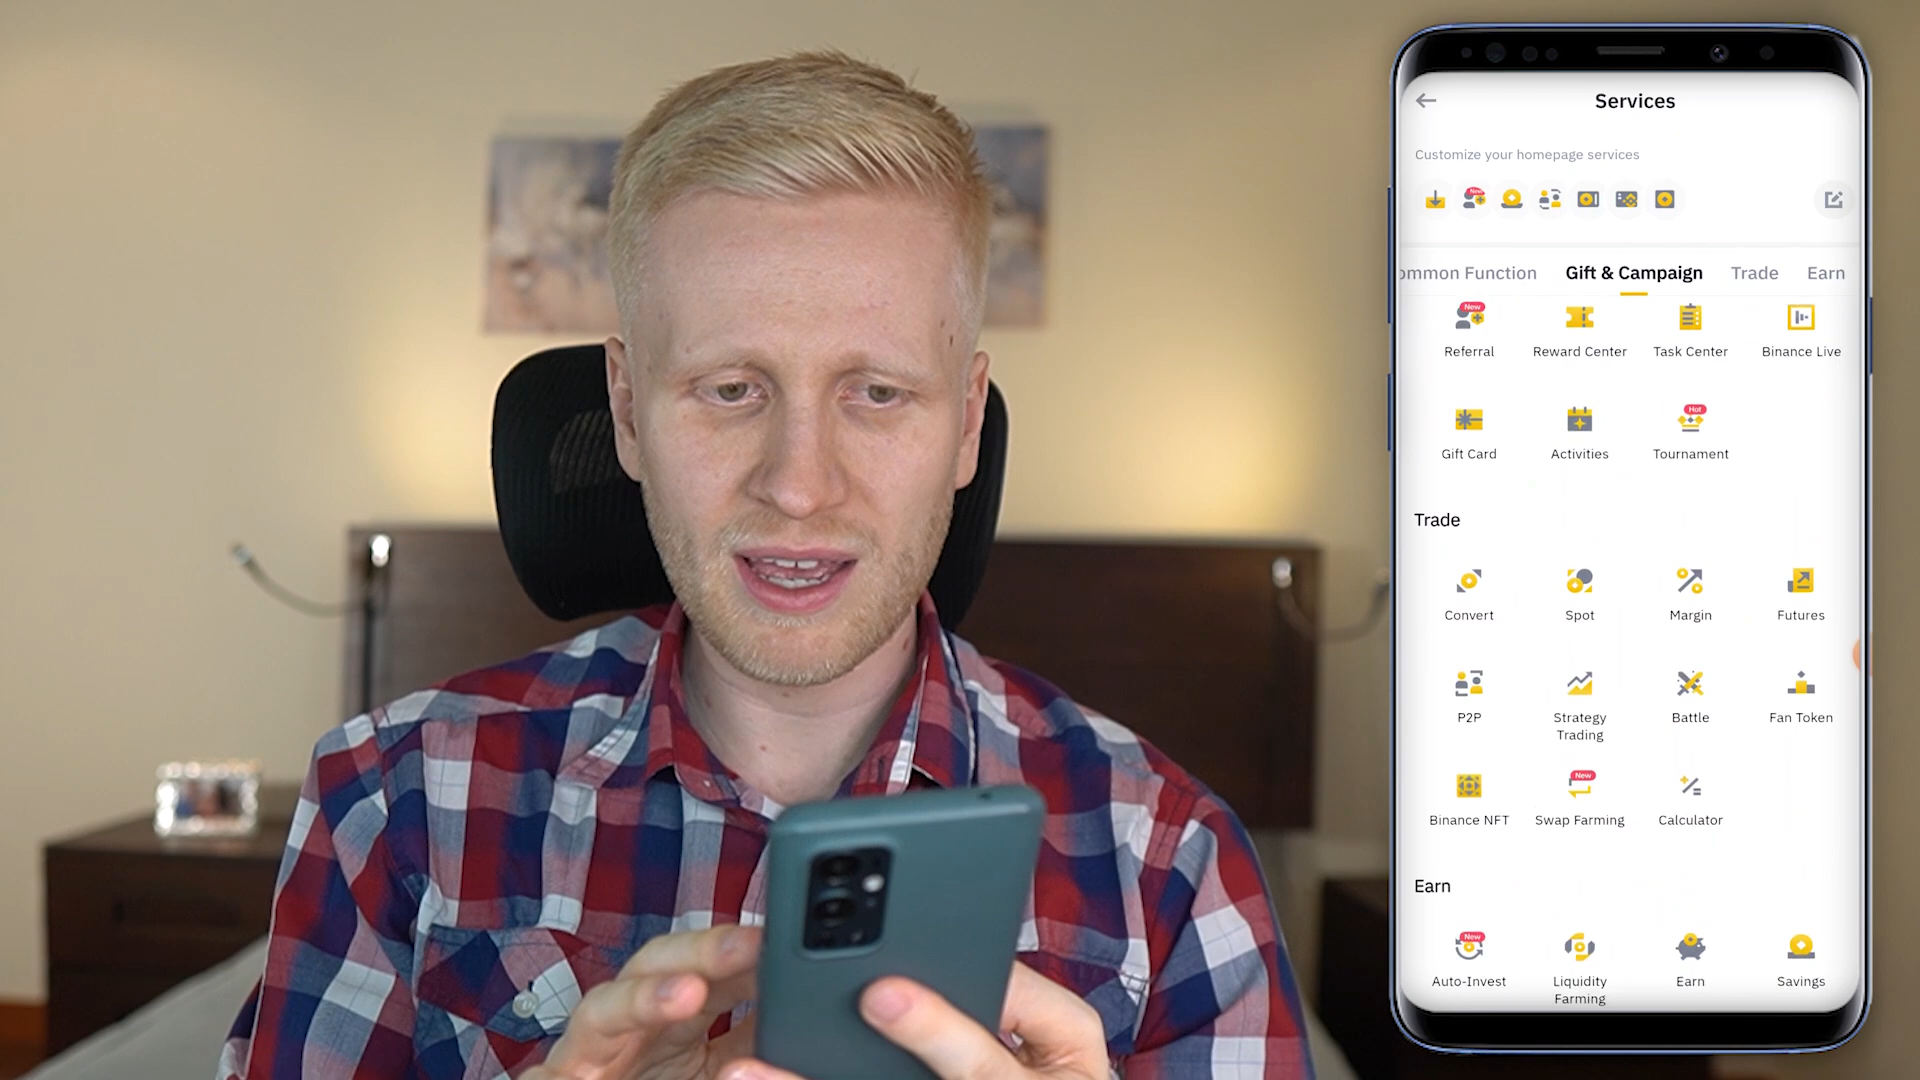 Services
Customize your homepage services
New
ommon Function Gift & Campaign Trade Earn
New
Referral Reward Center Task Center Binance Live
Hot
Gift Card Activities Tournament
Trade
Convert Spot Margin Futures
P2P Strategy Trading Battle Fan Token
New
Binance NFT Swap Farming Calculator
Earn
New
Auto-Invest Liquidity Farming Earn Savings